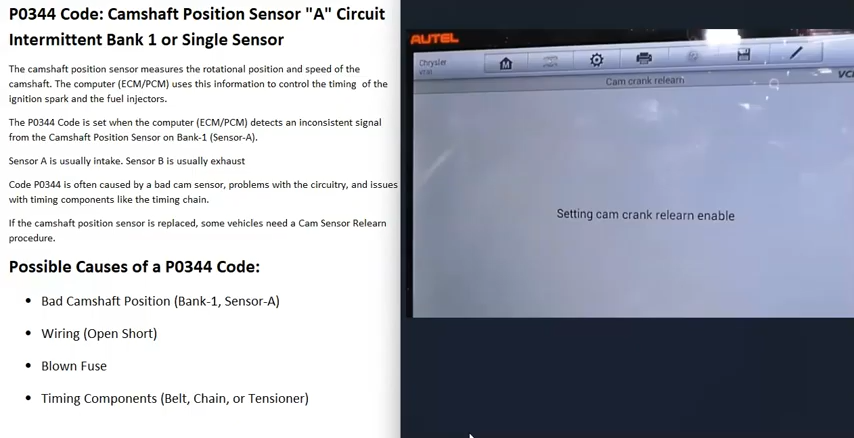 P0344 Code: Camshaft Position Sensor "A" Circuit
Intermittent Bank 1 or Single Sensor
The camshaft position sensor measures the rotational position and speed of the
camshaft. The computer (ECM/PCM) uses this information to control the timing of the
ignition spark and the fuel injectors.
The P0344 Code is set when the computer (ECM/PCM) detects an inconsistent signal
from the Camshaft Position Sensor on Bank-1 (Sensor-A).
Sensor A is usually intake. Sensor B is usually exhaust
Code P0344 is often caused by a bad cam sensor, problems with the circuitry, and issues
with timing components like the timing chain.
If the camshaft position sensor is replaced, some vehicles need a Cam Sensor Relearn
procedure.
Possible Causes of a P0344 Code:
Bad Camshaft Position (Bank-1, Sensor-A)
Wiring (Open Short)
Blown Fuse
Timing Components (Belt, Chain, or Tensioner)
AUTEL
Chrysler
M
VCI
Cam crank relearn
Setting cam crank relearn enable